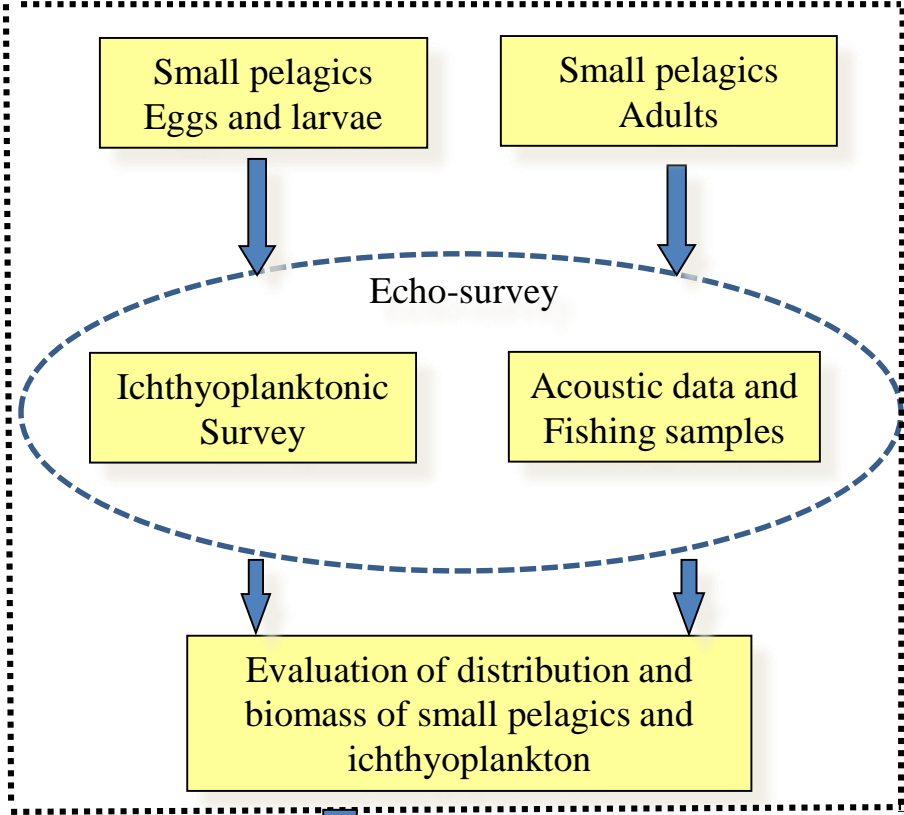 Small pelagics
Eggs and larvae
Small pelagics
Adults
Echo-survey
Ichthyoplanktonic
Survey
Acoustic data and
Fishing samples
Evaluation of distribution and
biomass of small pelagics and
ichthyoplankton